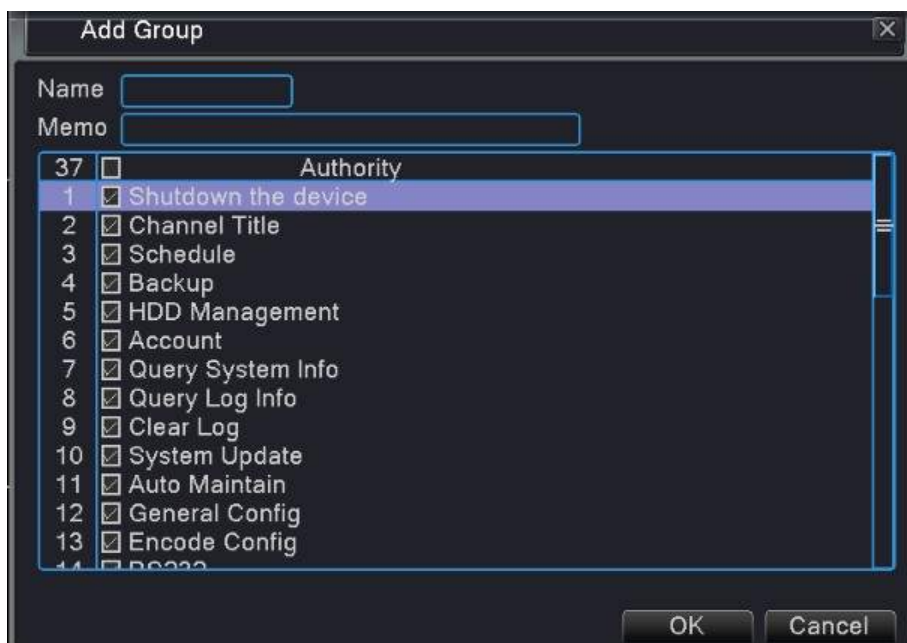 Add Group
Name
Memo
37 Authority
1 Shutdown the device
2 Channel Title
3 Schedule
4 Backup
5 HDD Management
6 Account
7 Query System Info
8 Query Log Info
9 Clear Log
10 System Update
11 Auto Maintain
12 General Config
13 Encode Config
14 RS232
OK Cancel